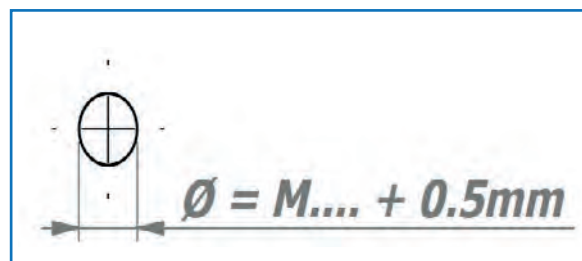 Ø = M.... + 0.5mm